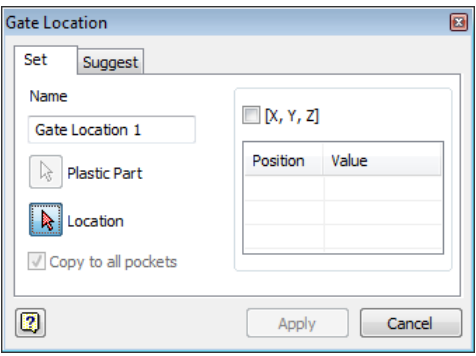 Gate Location
Set
Suggest
Name
Gate Location 1
Plastic Part
Location
Copy to all pockets
[X, Y, Z]
Position Value
?
Apply
Cancel